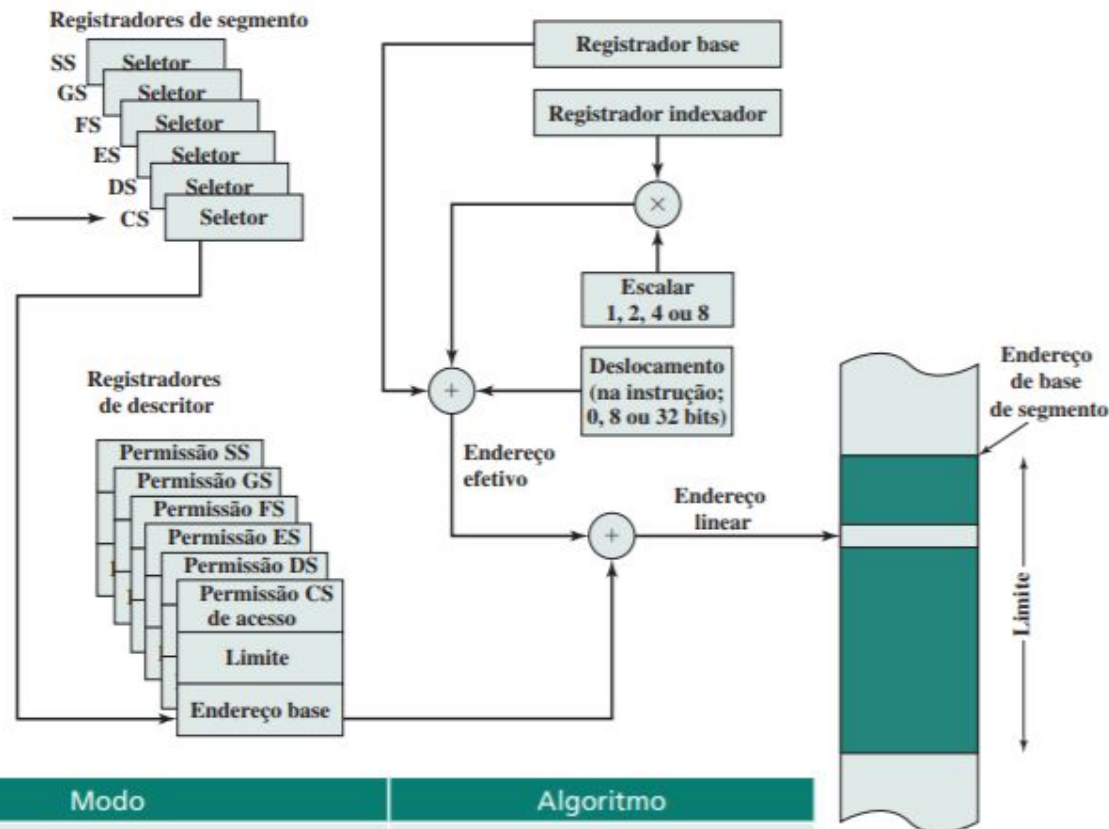 Registradores de segmento
SS
Seletor
GS
Seletor
FS
Seletor
ES
Seletor
DS
Seletor
CS
Seletor
Registrador base
Registrador indexador
×
Escalar
1, 2, 4 ou 8
Deslocamento
(na instrução;
0, 8 ou 32 bits)
+
Endereço
efetivo
+
Endereço
linear
Endereço
de base
de segmento
Limite
Registradores
de descritor
Permissão SS
Permissão GS
Permissão FS
Permissão ES
Permissão DS
Permissão CS
de acesso
Limite
Endereço base
Modo
Algoritmo